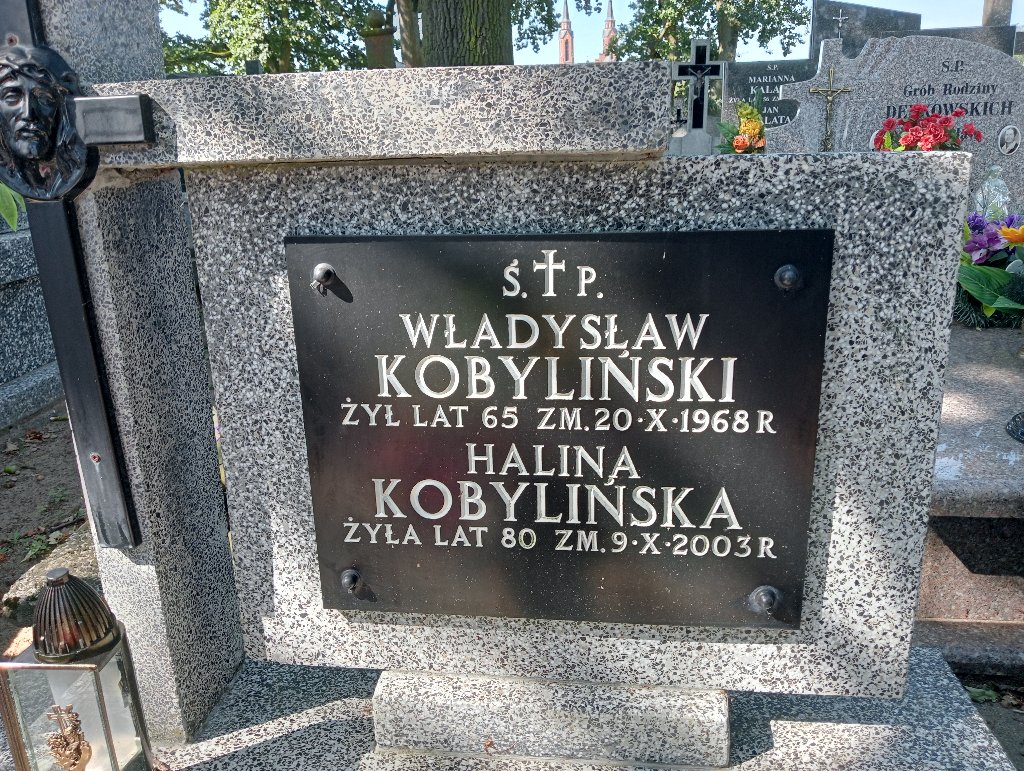 Ś. P.
WŁADYSŁAW
KOBYLIŃSKI
ŻYŁ LAT 65 ZM. 20·X·1968 R
HALINA
KOBYLIŃSKA
ŻYŁA LAT 80 ZM. 9·X·2003 R
Ś.P.
MARIANNA
JAN
Ś.P.
Grób Rodziny